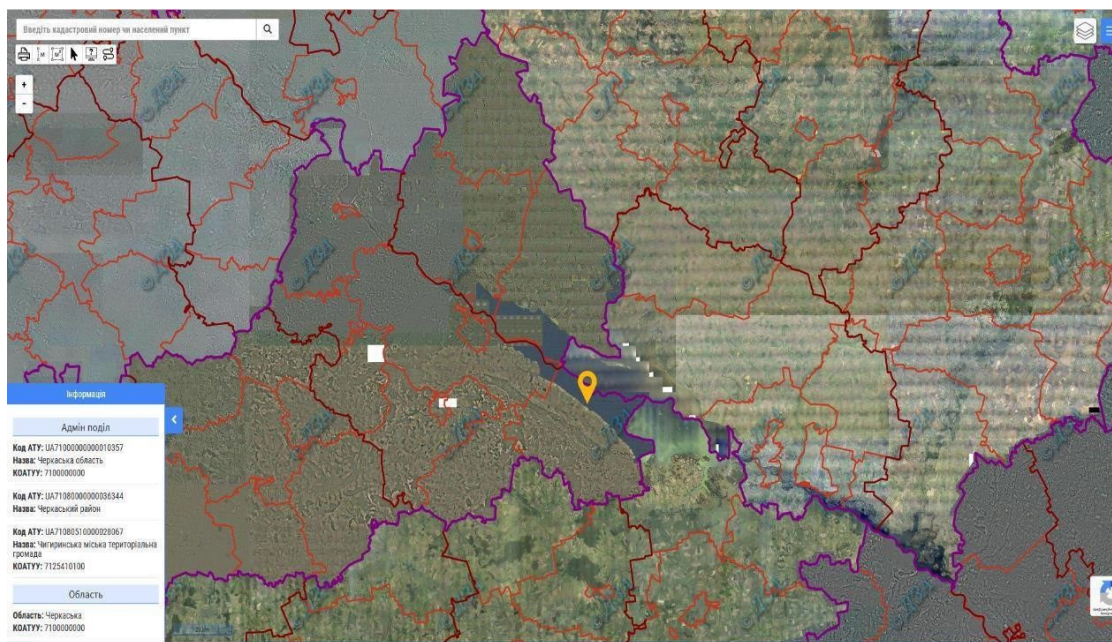 Введіть кадастровий номер чи населений пункт
+
-
Інформація
Адмін поділ
Код АТУ: UA71000000000010357
Назва: Черкаська область
КОАТУУ: 7100000000
Код АТУ: UA71080000000036344
Назва: Черкаський район
Код АТУ: UA71080510000028067
Назва: Чигиринська міська територіальна
громада
КОАТУУ: 7125410100
Область
Область: Черкаська
КОАТУУ: 7100000000